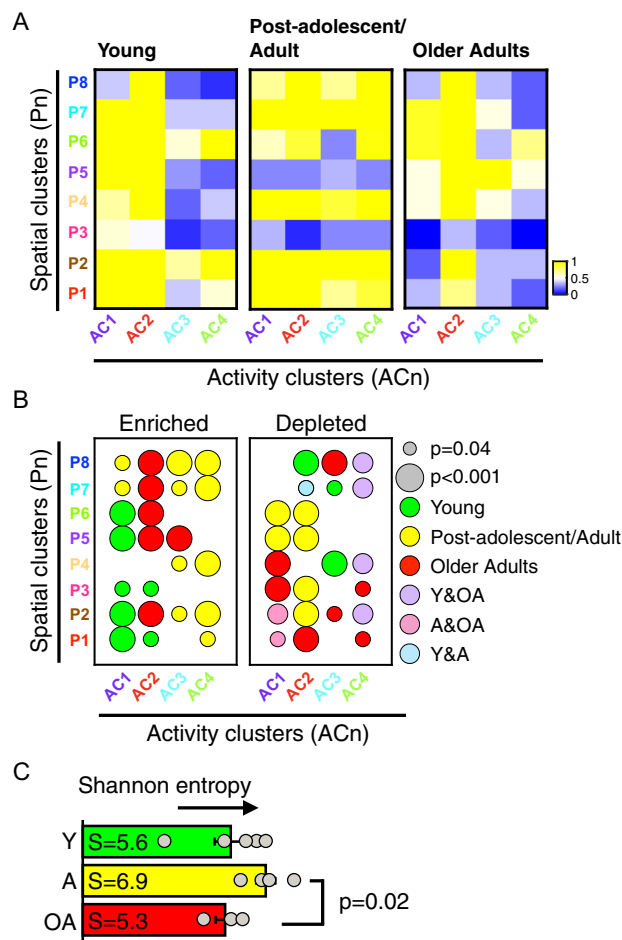 A
Young
Post-adolescent/
Adult
Older Adults
Spatial clusters (Pn)
P8
P7
P6
P5
P4
P3
P2
P1
1
0.5
0
AC1 AC2 AC3 AC4
AC1 AC2 AC3 AC4
AC1 AC2 AC3 AC4
Activity clusters (ACn)
B
Enriched
Depleted
Spatial clusters (Pn)
P8
P7
P6
P5
P4
P3
P2
P1
p=0.04
p<0.001
Young
Post-adolescent/Adult
Older Adults
Y&OA
A&OA
Y&A
AC1 AC2 AC3 AC4
AC1 AC2 AC3 AC4
Activity clusters (ACn)
C
Shannon entropy
Y S=5.6
A S=6.9
OA S=5.3
p=0.02